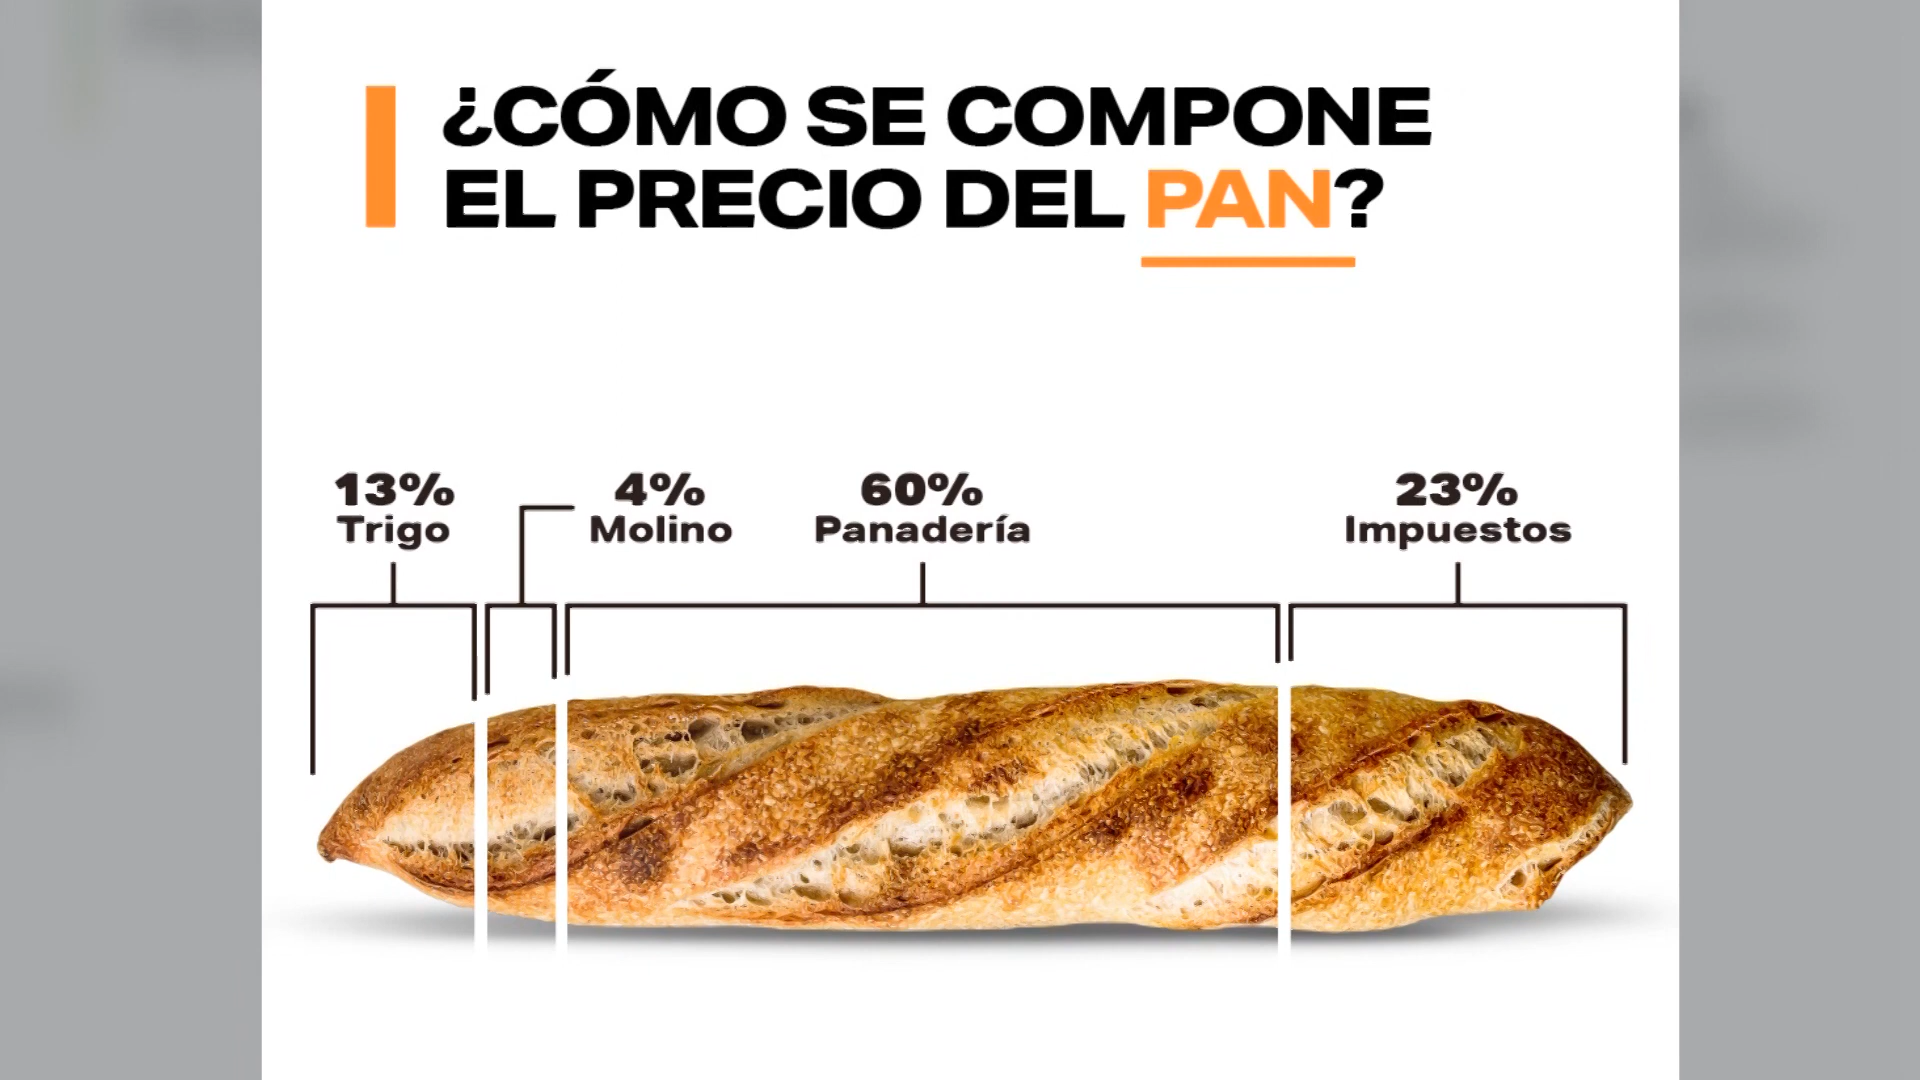 ¿CÓMO SE COMPONE
EL PRECIO DEL PAN?
13%
Trigo
4%
Molino
60%
Panadería
23%
Impuestos